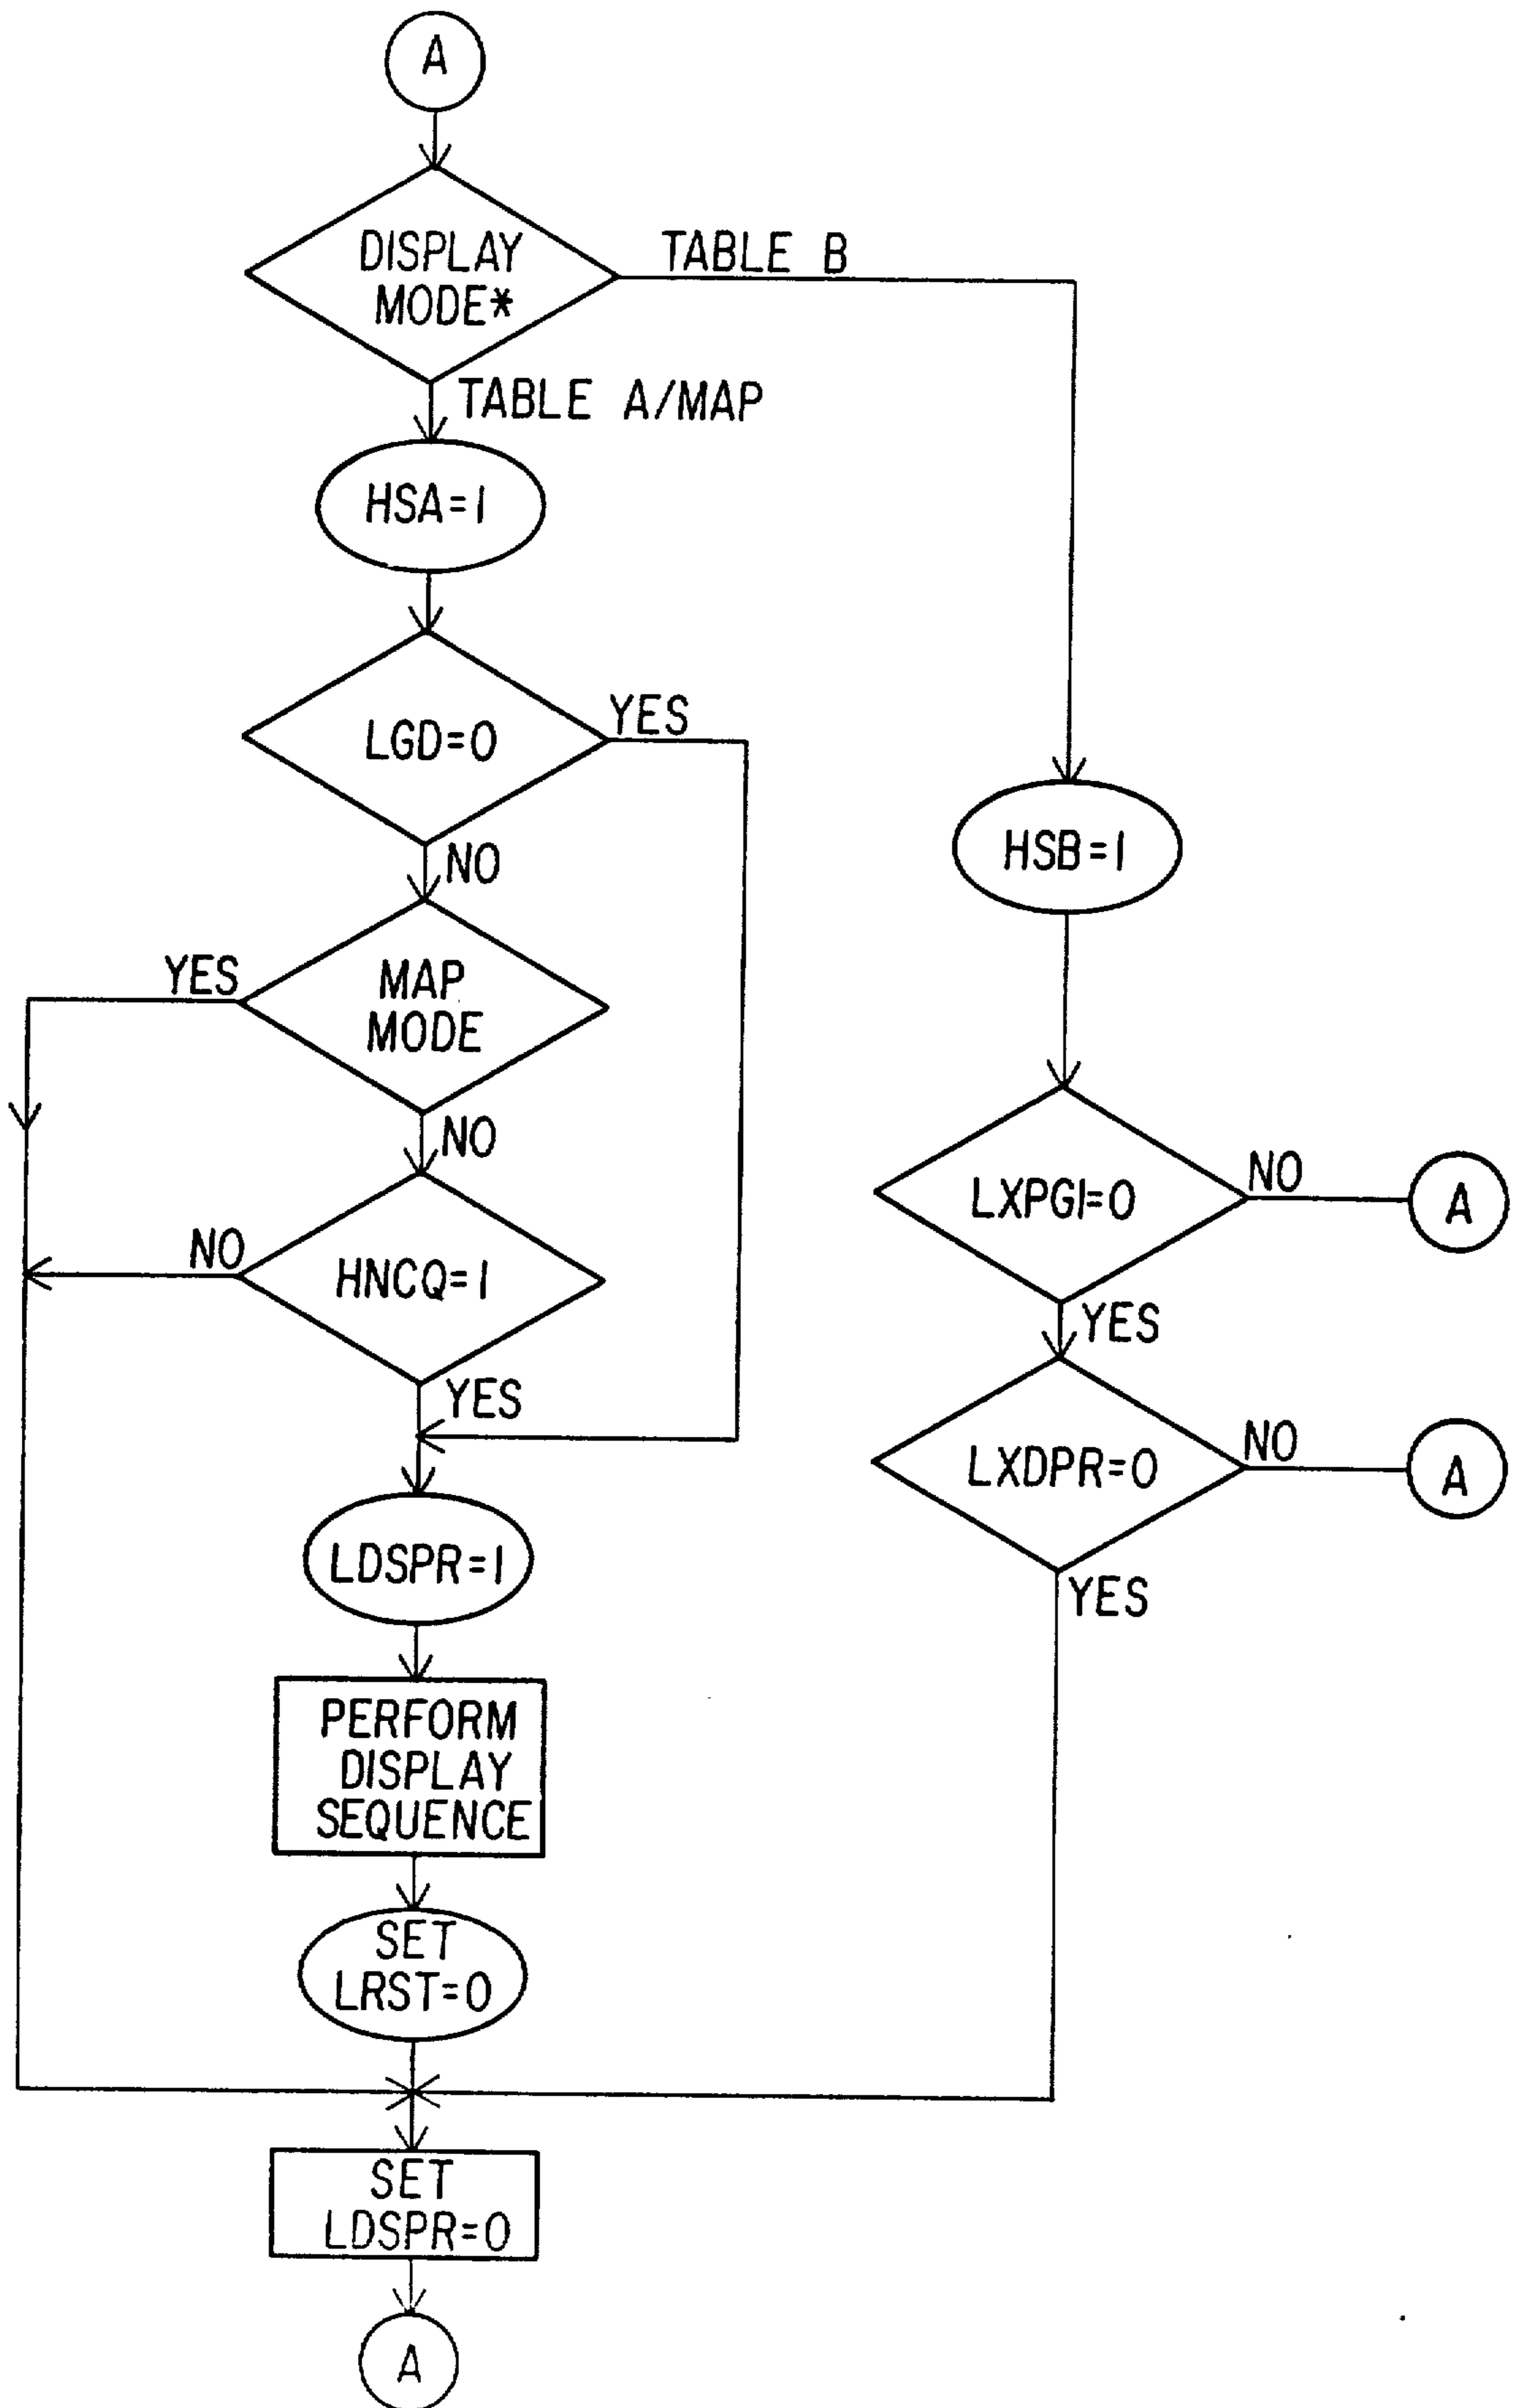 A
DISPLAY
MODE*
TABLE B
TABLE A/MAP
HSA=1
LGD=0
YES
NO
HSB=1
MAP
MODE
YES
NO
LXPG1=0
NO
A
YES
HNCQ=1
NO
YES
LXDPR=0
NO
A
YES
LDSPR=1
PERFORM
DISPLAY
SEQUENCE
SET
LRST=0
SET
LDSPR=0
A